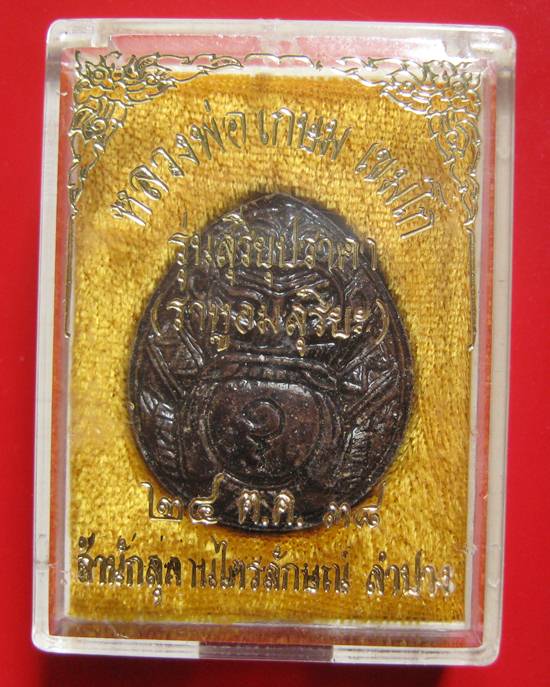 หลวงพ่อเกษม เขมโก
รุ่นสุริยุปราคา
(ราหูอมสุริยะ)
๒๔ ต.ค. ๓๘
สำนักสุสานไตรลักษณ์ ลำปาง